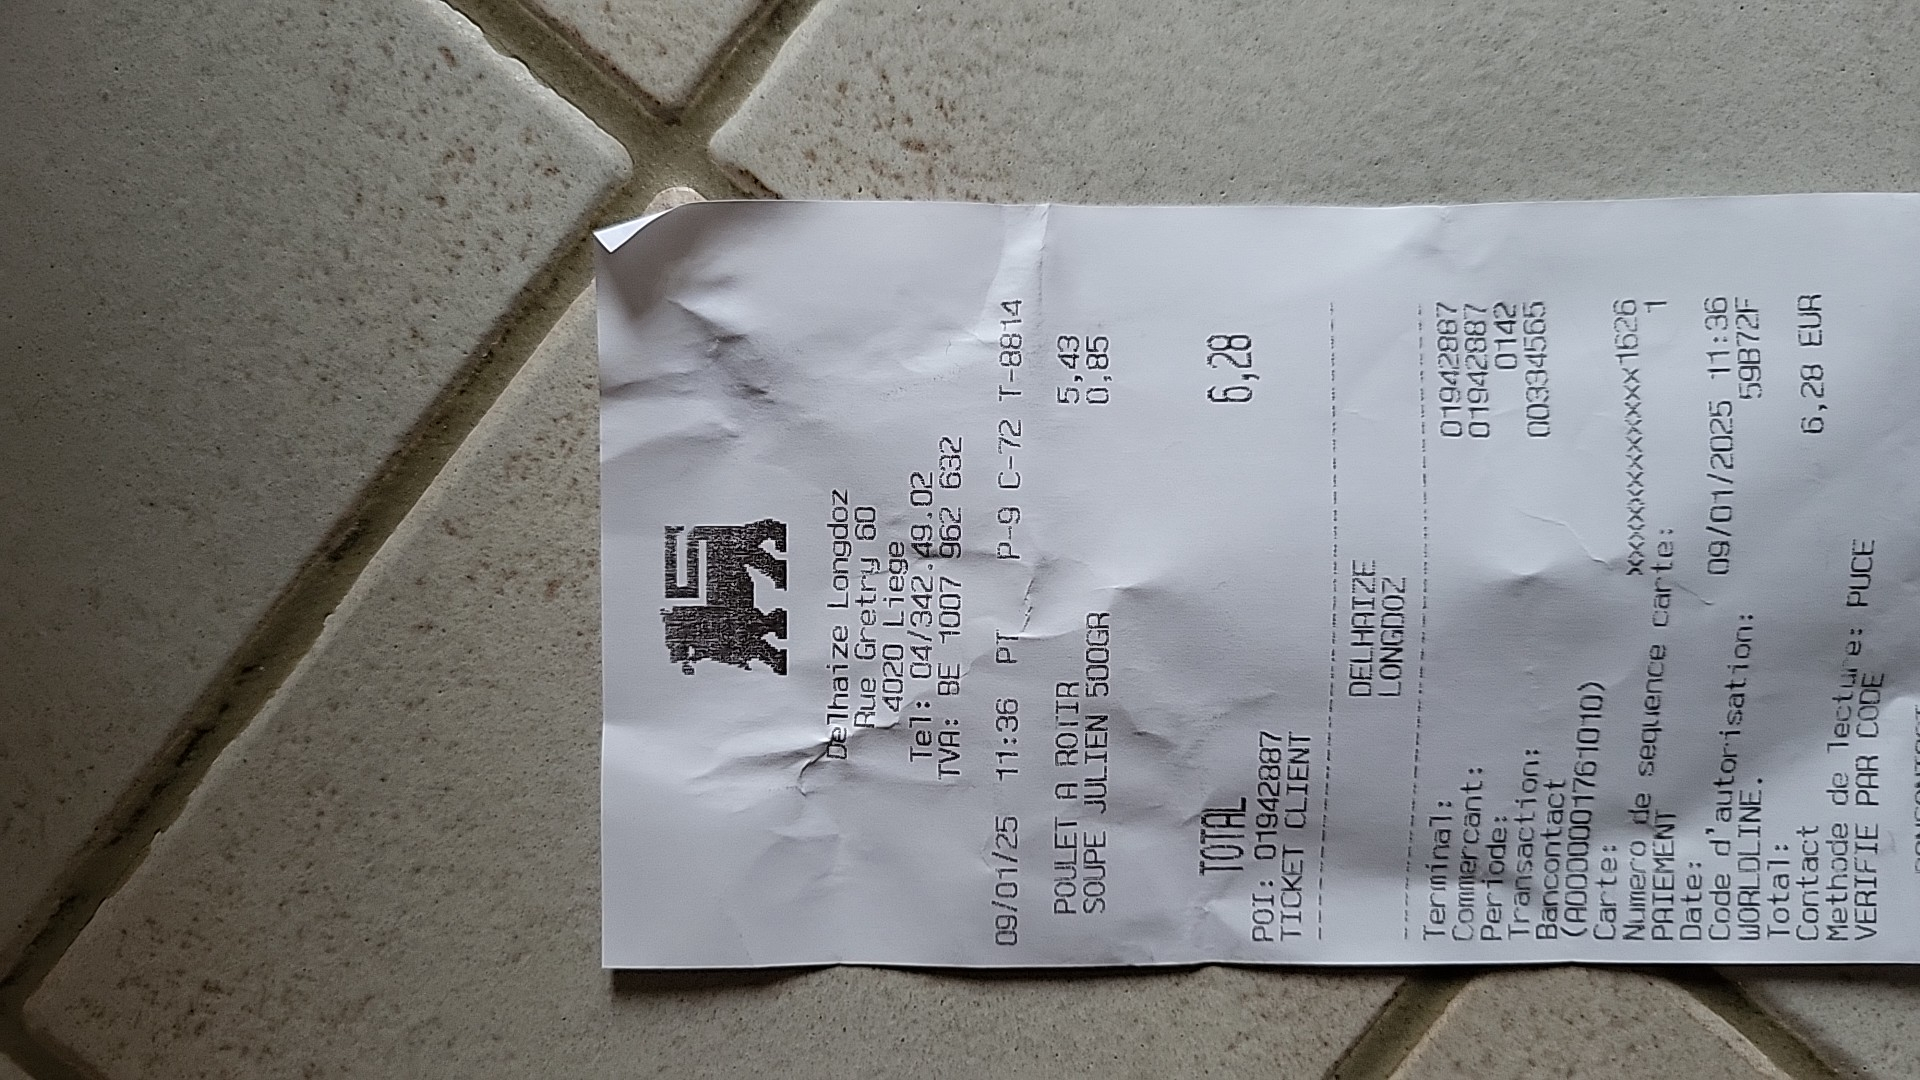 Delhaize Longdoz
Rue Gretry 60
4020 Liege
Tel: 04/342.49.02
TVA: BE 1007 962 632
09/01/25 11:36 PT P-9 C-72 T-8814
POULET A ROTIR 5,43
SOUPE JULIEN 500GR 0,85
TOTAL 6,28
POI: 01942887
TICKET CLIENT
DELHAIZE
LONGDOZ
Terminal: 01942887
Commercant: 01942887
Periode: 0142
Transaction: 00334565
Bancontact
(A0000001761010)
Carte: xxxxxxxxxxxxxxx1626
Numero de sequence carte: 1
PAIEMENT
Date: 09/01/2025 11:36
Code d'autorisation: 59B72F
WORLDLINE.
Total: 6,28 EUR
Contact
Methode de lecture: PUCE
VERIFIE PAR CODE